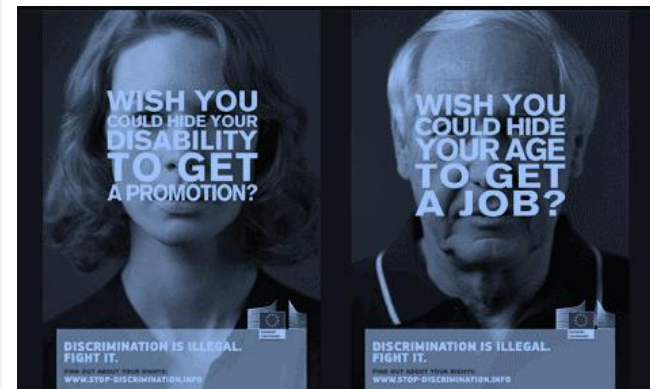 WISH YOU
COULD HIDE YOUR
DISABILITY
TO GET
A PROMOTION?
DISCRIMINATION IS ILLEGAL.
FIGHT IT.
FIND OUT ABOUT YOUR RIGHTS:
WWW.STOP-DISCRIMINATION.INFO
WISH YOU
COULD HIDE
YOUR AGE
TO GET
A JOB?
DISCRIMINATION IS ILLEGAL.
FIGHT IT.
FIND OUT ABOUT YOUR RIGHTS:
WWW.STOP-DISCRIMINATION.INFO